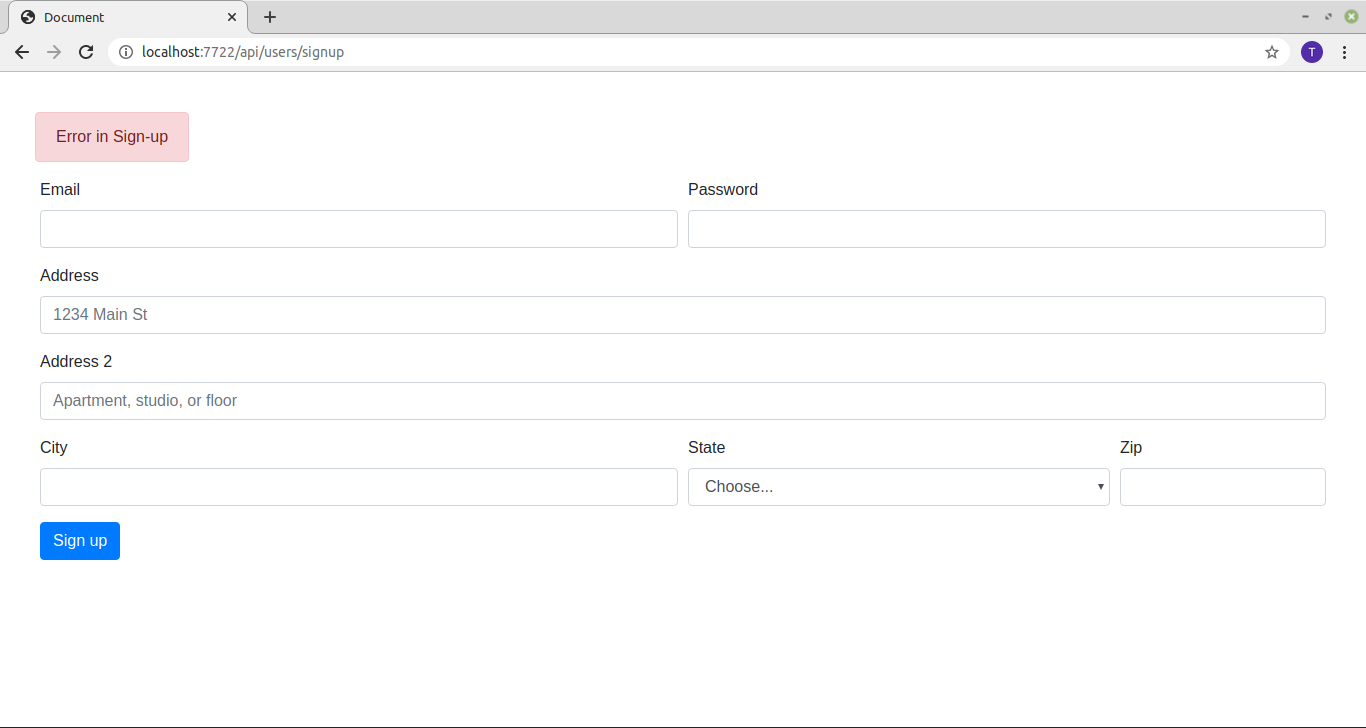 Document
localhost:7722/api/users/signup
T
Error in Sign-up
Email Password
Address
1234 Main St
Address 2
Apartment, studio, or floor
City State Zip
Choose...
Sign up